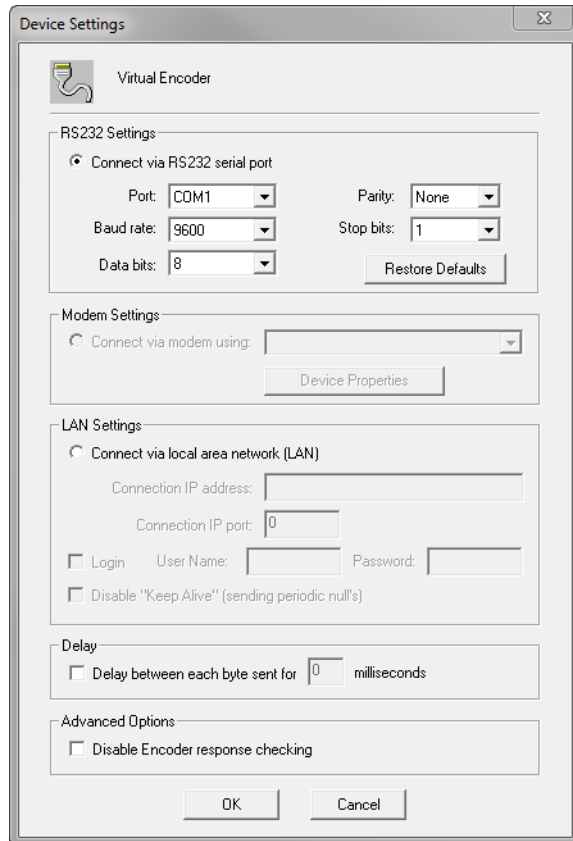 Device Settings
Virtual Encoder
RS232 Settings
Connect via RS232 serial port
Port: COM1 Parity: None
Baud rate: 9600 Stop bits: 1
Data bits: 8 Restore Defaults
Modem Settings
Connect via modem using:
Device Properties
LAN Settings
Connect via local area network (LAN)
Connection IP address:
Connection IP port: 0
Login User Name: Password:
Disable "Keep Alive" (sending periodic null's)
Delay
Delay between each byte sent for 0 milliseconds
Advanced Options
Disable Encoder response checking
OK Cancel